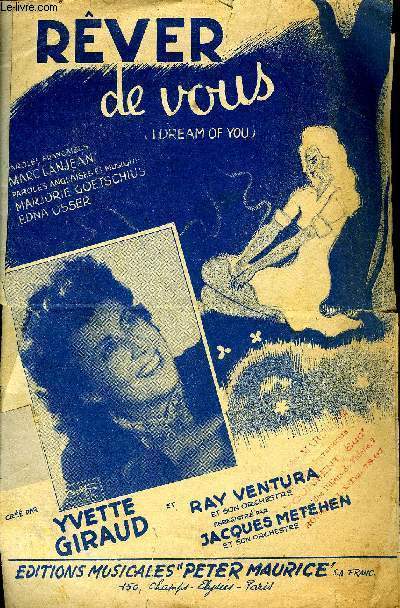 © Le-livre.com
RÊVER
de vous
(I DREAM OF YOU)
PAROLES FRANÇAISES
MARC LANJEAN
PAROLES ANGLAISES ET MUSIQUE
MARJORIE GOETSCHIUS
EDNA OSSER
CRÉÉ PAR
YVETTE
GIRAUD
ET
RAY VENTURA
ET SON ORCHESTRE
ENREGISTRÉ PAR
JACQUES METEHEN
ET SON ORCHESTRE
EDITIONS MUSICALES "PETER MAURICE" S.A. FRANC.
150, Champs-Elysées - Paris